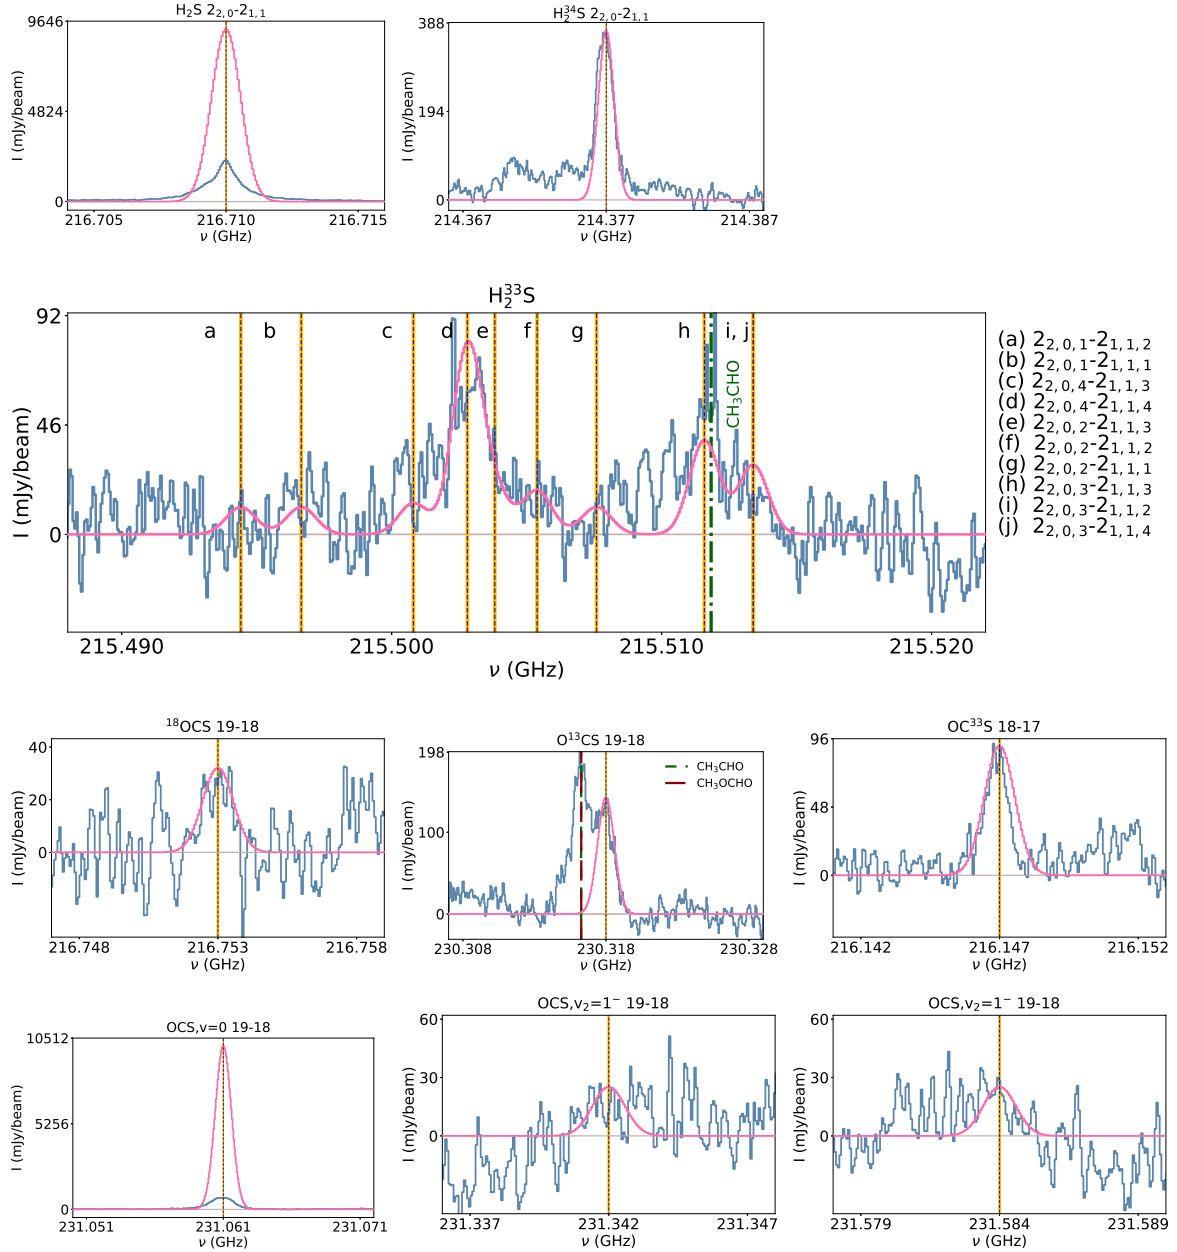 H₂S 2₂,₀-2₁,₁
9646
4824
0
I (mJy/beam)
216.705 216.710 216.715
ν (GHz)
H₂³⁴S 2₂,₀-2₁,₁
388
194
0
I (mJy/beam)
214.367 214.377 214.387
ν (GHz)
H₂³³S
92
46
0
I (mJy/beam)
a b c d e f g h i, j
CH₃CHO
215.490 215.500 215.510 215.520
ν (GHz)
(a) 2₂,₀,₁-2₁,₁,₂
(b) 2₂,₀,₁-2₁,₁,₁
(c) 2₂,₀,₄-2₁,₁,₃
(d) 2₂,₀,₄-2₁,₁,₄
(e) 2₂,₀,₂-2₁,₁,₃
(f) 2₂,₀,₂-2₁,₁,₂
(g) 2₂,₀,₂-2₁,₁,₁
(h) 2₂,₀,₃-2₁,₁,₃
(i) 2₂,₀,₃-2₁,₁,₂
(j) 2₂,₀,₃-2₁,₁,₄
¹⁸OCS 19-18
40
20
0
I (mJy/beam)
216.748 216.753 216.758
ν (GHz)
O¹³CS 19-18
198
100
0
I (mJy/beam)
CH₃CHO
CH₃OCHO
230.308 230.318 230.328
ν (GHz)
OC³³S 18-17
96
48
0
I (mJy/beam)
216.142 216.147 216.152
ν (GHz)
OCS,v=0 19-18
10512
5256
0
I (mJy/beam)
231.051 231.061 231.071
ν (GHz)
OCS,v₂=1⁻ 19-18
60
30
0
I (mJy/beam)
231.337 231.342 231.347
ν (GHz)
OCS,v₂=1⁻ 19-18
60
30
0
I (mJy/beam)
231.579 231.584 231.589
ν (GHz)